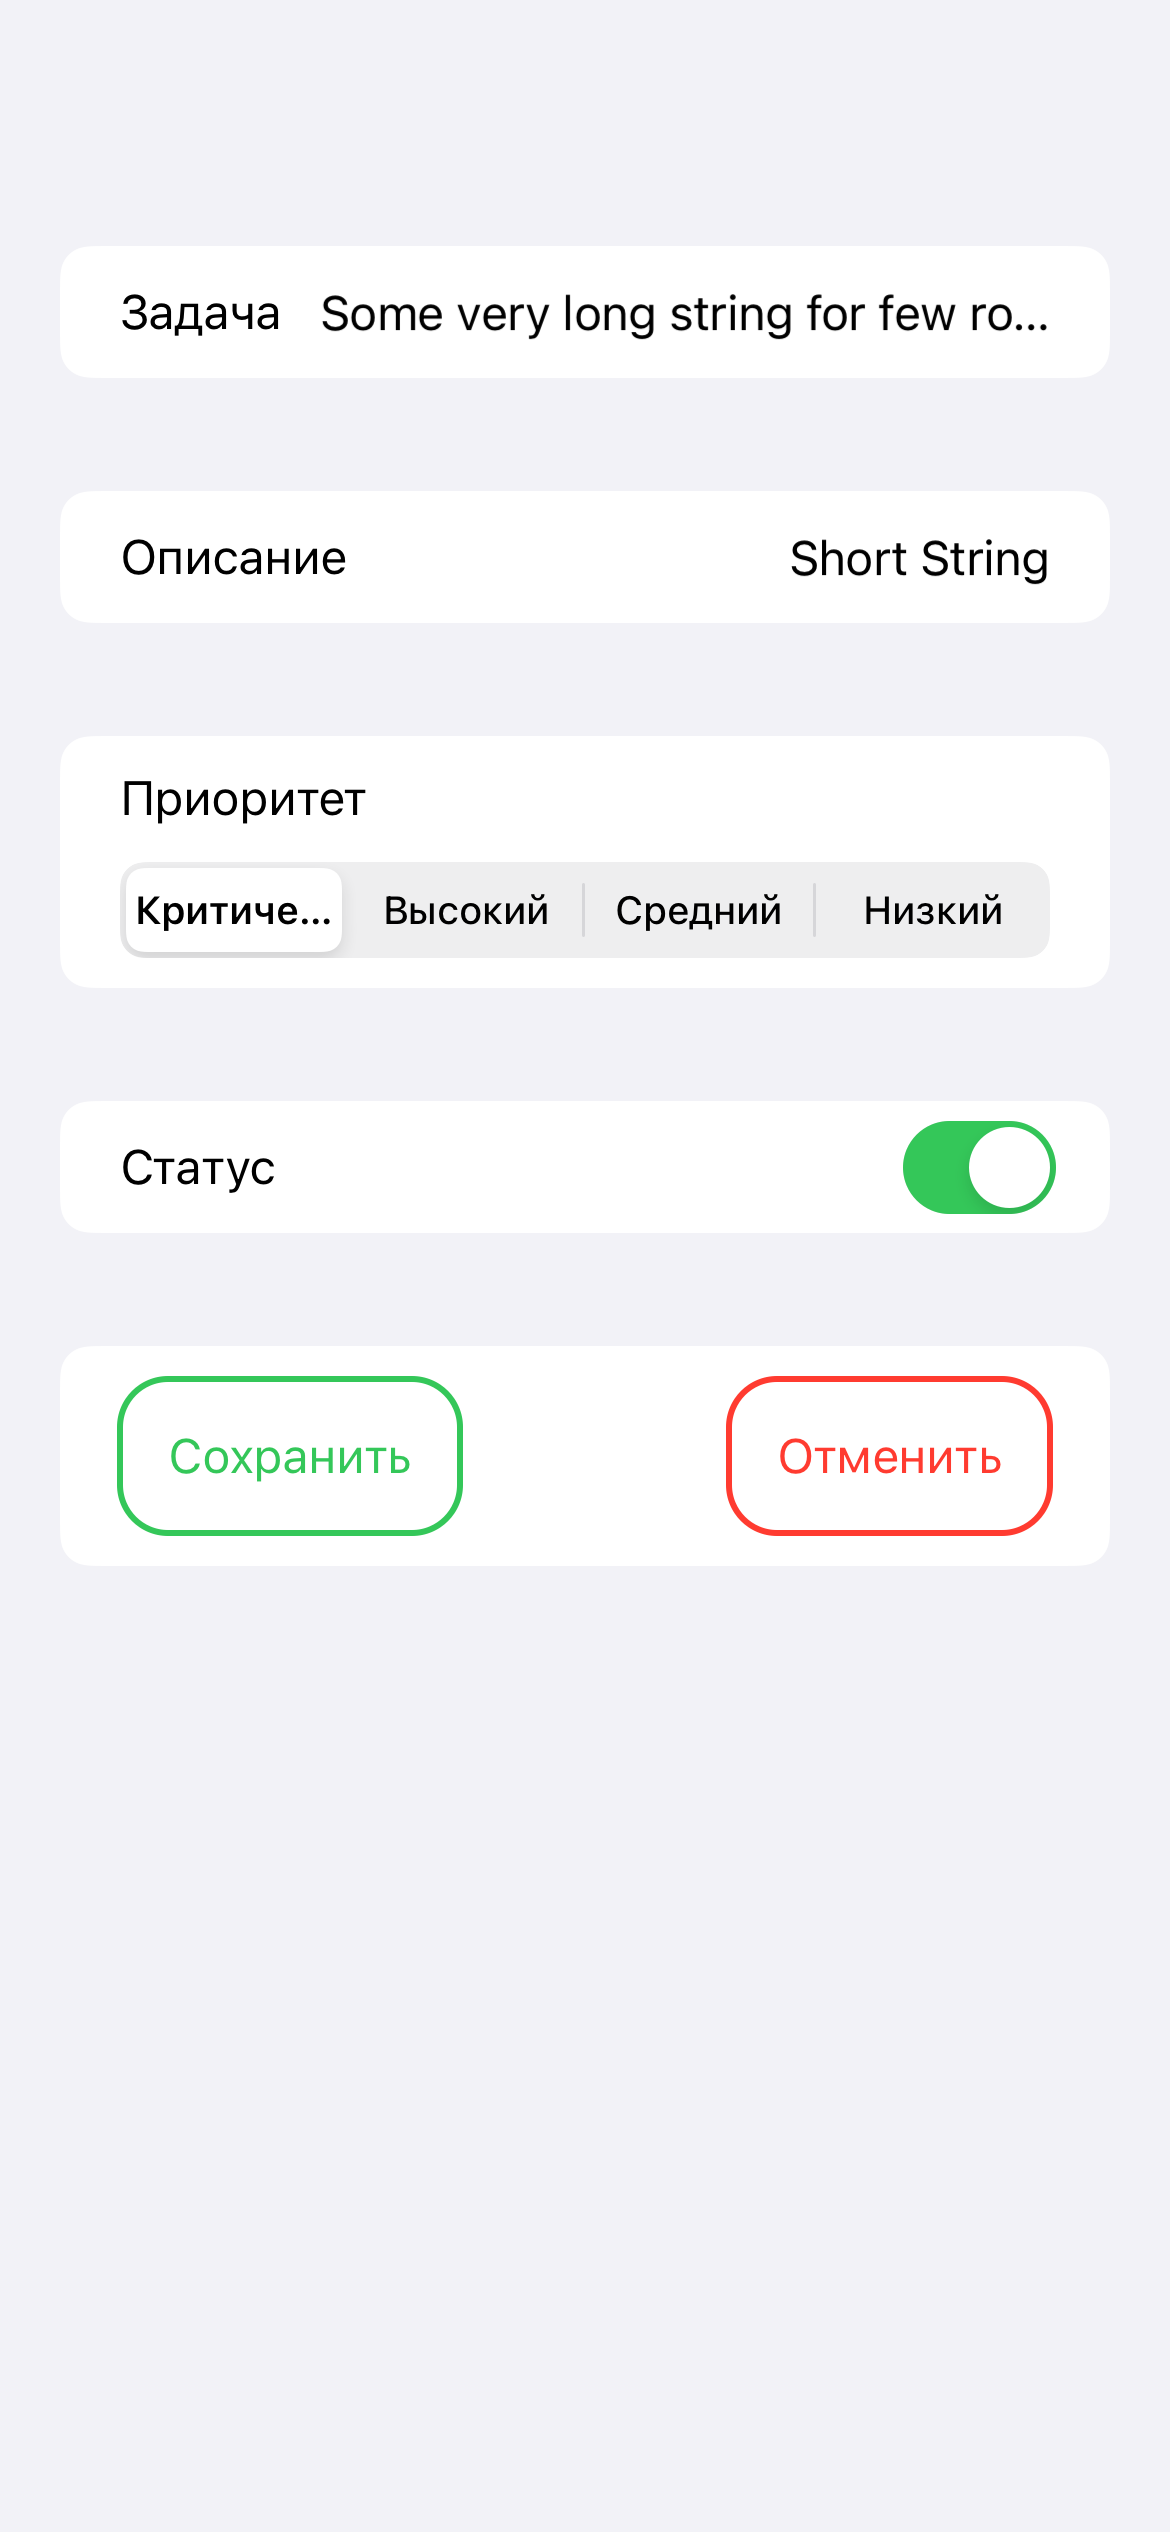 Задача Some very long string for few ro...
Описание Short String
Приоритет
Критиче... Высокий Средний Низкий
Статус
Сохранить Отменить